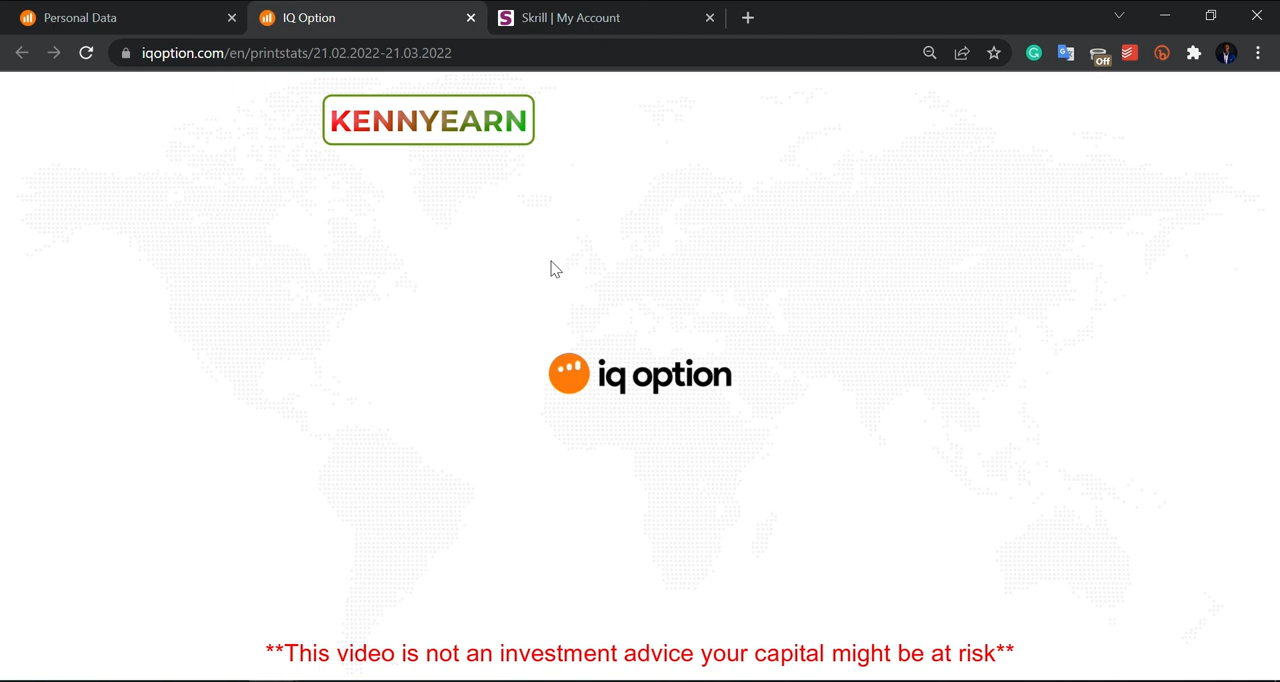 Personal Data
IQ Option
Skrill | My Account
iqoption.com/en/printstats/21.02.2022-21.03.2022
Off
KENNYEARN
iq option
**This video is not an investment advice your capital might be at risk**